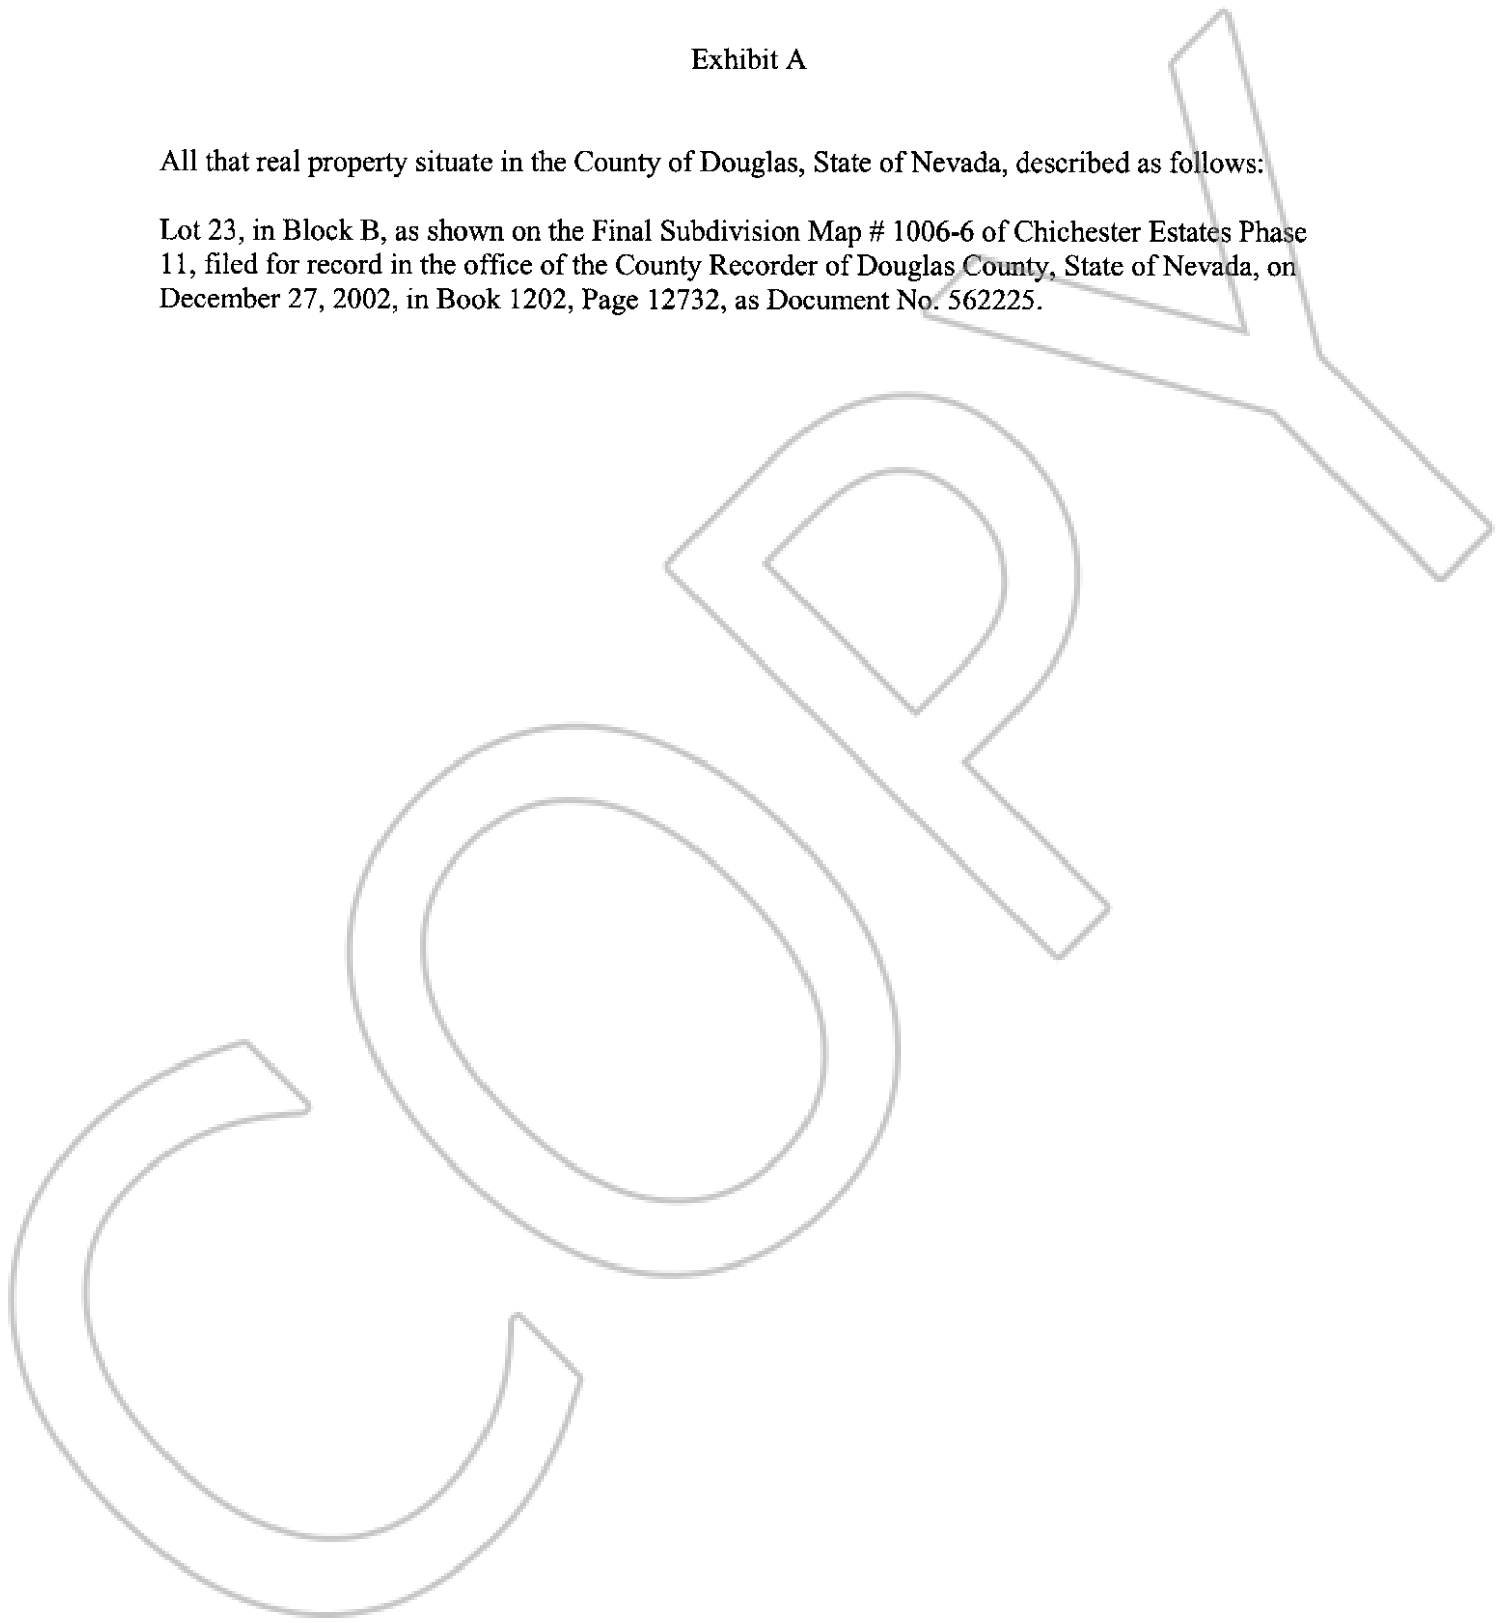 Exhibit A
All that real property situate in the County of Douglas, State of Nevada, described as follows:
Lot 23, in Block B, as shown on the Final Subdivision Map # 1006-6 of Chichester Estates Phase
11, filed for record in the office of the County Recorder of Douglas County, State of Nevada, on
December 27, 2002, in Book 1202, Page 12732, as Document No. 562225.
COPY